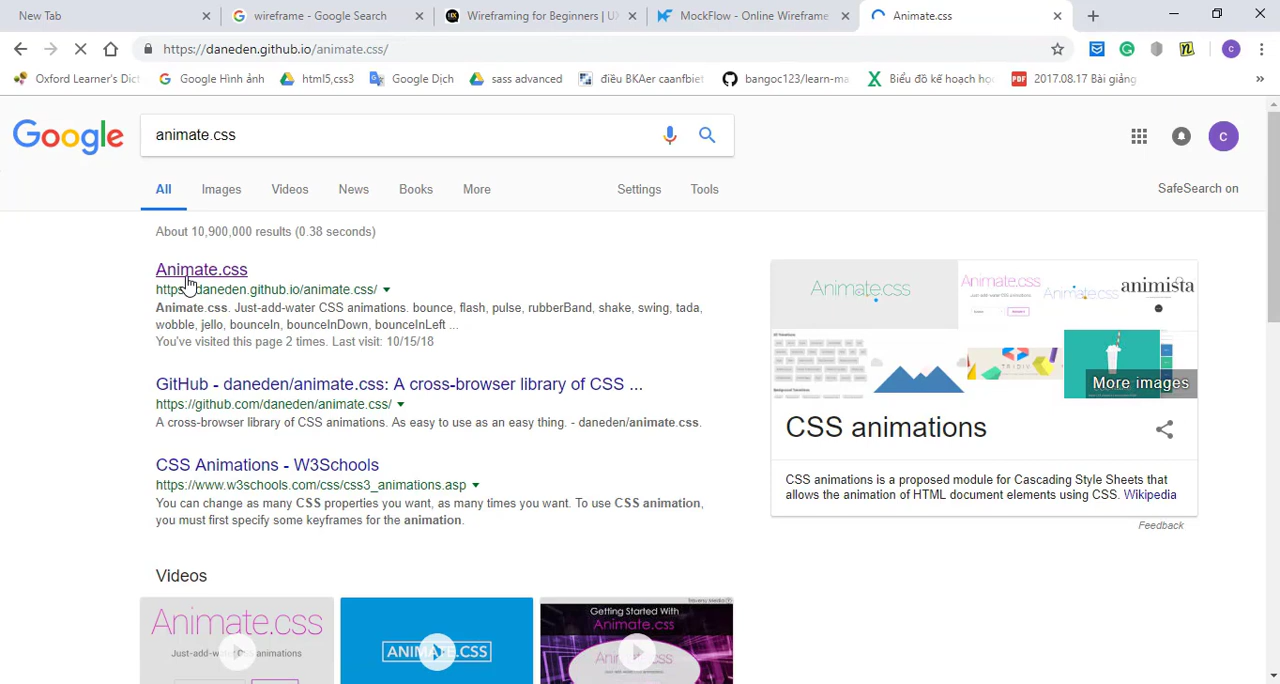 New Tab
wireframe - Google Search
Wireframing for Beginners | UX
MockFlow - Online Wireframe
Animate.css
https://daneden.github.io/animate.css/
Oxford Learner's Dict
Google Hình ảnh
html5,css3
Google Dịch
sass advanced
điều BKAer caanfbiet
bangoc123/learn-ma
Biểu đồ kế hoạch họ
PDF
2017.08.17 Bài giảng
Google
animate.css
C
All
Images
Videos
News
Books
More
Settings
Tools
SafeSearch on
About 10,900,000 results (0.38 seconds)
Animate.css
https://daneden.github.io/animate.css/
Animate.css. Just-add-water CSS animations. bounce, flash, pulse, rubberBand, shake, swing, tada,
wobble, jello, bounceIn, bounceInDown, bounceInLeft ...
You've visited this page 2 times. Last visit: 10/15/18
GitHub - daneden/animate.css: A cross-browser library of CSS ...
https://github.com/daneden/animate.css/
A cross-browser library of CSS animations. As easy to use as an easy thing. - daneden/animate.css.
CSS Animations - W3Schools
https://www.w3schools.com/css/css3_animations.asp
You can change as many CSS properties you want, as many times you want. To use CSS animation,
you must first specify some keyframes for the animation.
Videos
Animate.css
Just-add-water CSS animations
ANIMATE.CSS
Getting Started With
Animate.css
Animate.css
Animate.css
Animate.css
Animate.css
animista
TRIDIV
More images
CSS animations
CSS animations is a proposed module for Cascading Style Sheets that
allows the animation of HTML document elements using CSS. Wikipedia
Feedback